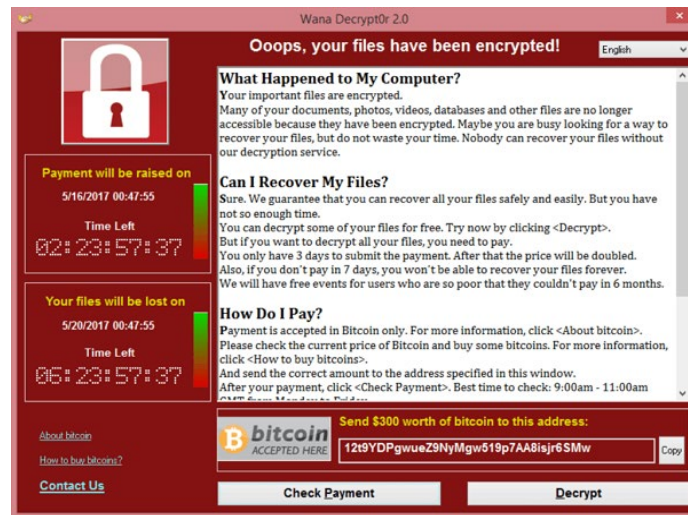 Wana Decrypt0r 2.0
Ooops, your files have been encrypted!
English
Payment will be raised on
5/16/2017 00:47:55
Time Left
02:23:57:37
Your files will be lost on
5/20/2017 00:47:55
Time Left
06:23:57:37
About bitcoin
How to buy bitcoins?
Contact Us
What Happened to My Computer?
Your important files are encrypted.
Many of your documents, photos, videos, databases and other files are no longer
accessible because they have been encrypted. Maybe you are busy looking for a way to
recover your files, but do not waste your time. Nobody can recover your files without
our decryption service.
Can I Recover My Files?
Sure. We guarantee that you can recover all your files safely and easily. But you have
not so enough time.
You can decrypt some of your files for free. Try now by clicking <Decrypt>.
But if you want to decrypt all your files, you need to pay.
You only have 3 days to submit the payment. After that the price will be doubled.
Also, if you don't pay in 7 days, you won't be able to recover your files forever.
We will have free events for users who are so poor that they couldn't pay in 6 months.
How Do I Pay?
Payment is accepted in Bitcoin only. For more information, click <About bitcoin>.
Please check the current price of Bitcoin and buy some bitcoins. For more information,
click <How to buy bitcoins>.
And send the correct amount to the address specified in this window.
After your payment, click <Check Payment>. Best time to check: 9:00am - 11:00am
GMT from Monday to Friday.
bitcoin
ACCEPTED HERE
Send $300 worth of bitcoin to this address:
12t9YDPgwueZ9NyMgw519p7AA8isjr6SMw
Copy
Check Payment
Decrypt